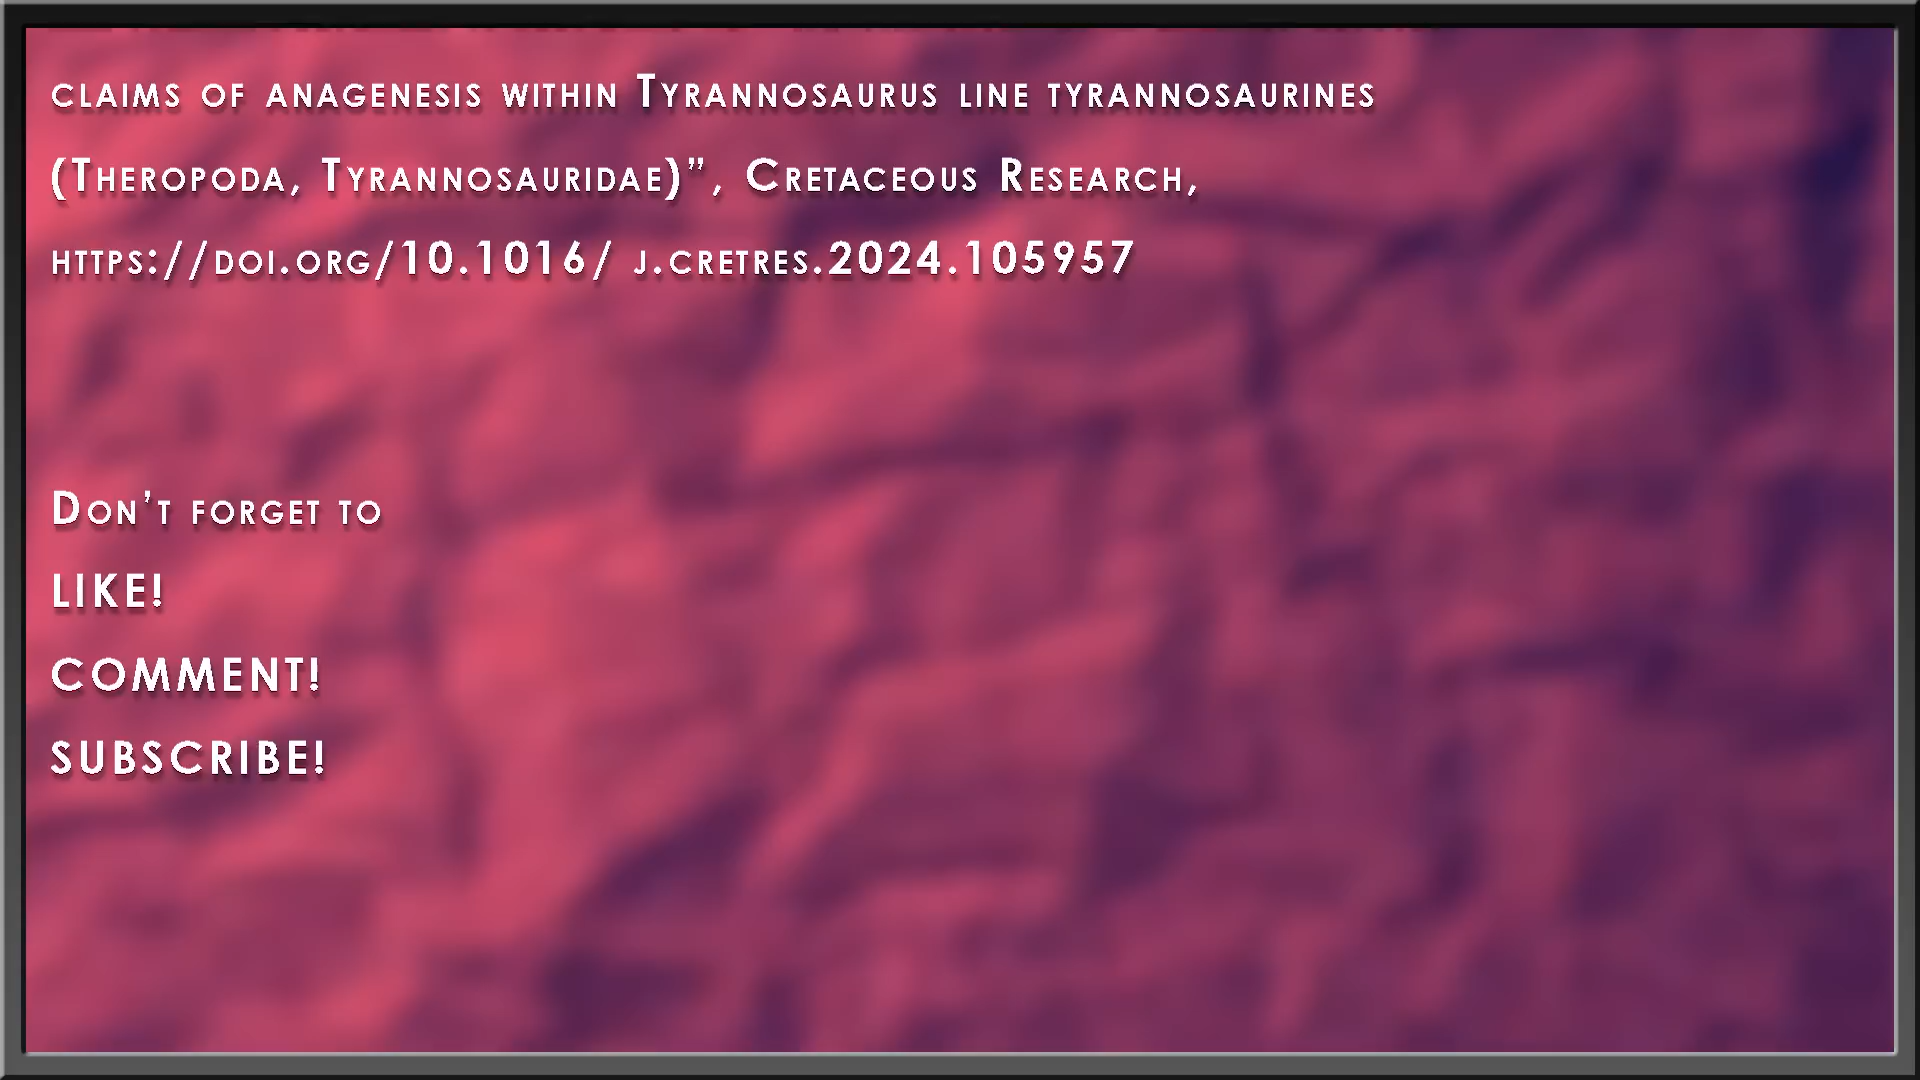 claims of anagenesis within Tyrannosaurus line tyrannosaurines
(Theropoda, Tyrannosauridae)”, Cretaceous Research,
https://doi.org/10.1016/ j.cretres.2024.105957
Don’t forget to
LIKE!
COMMENT!
SUBSCRIBE!